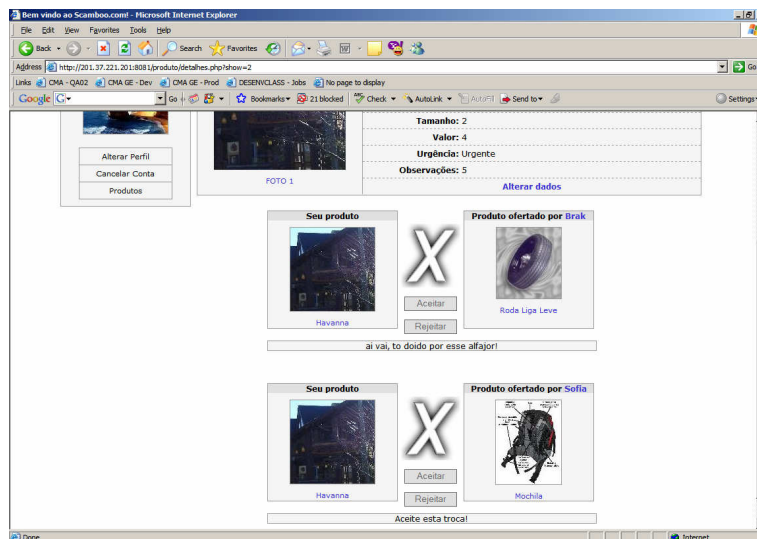 Bem vindo ao Scamboo.com! - Microsoft Internet Explorer
File Edit View Favorites Tools Help
Back Search Favorites
Address http://201.37.221.201:8081/produto/detalhes.php?show=2 Go
Links CMA - QA02 CMA GE - Dev CMA GE - Prod DESENVCLASS - Jobs No page to display
Google G Go Bookmarks 21 blocked Check AutoLink AutoFill Send to Settings
Tamanho: 2
Valor: 4
Urgência: Urgente
Observações: 5
Alterar dados
Alterar Perfil
Cancelar Conta
Produtos
FOTO 1
Seu produto
Produto ofertado por Brak
X
Aceitar
Rejeitar
Havanna
Roda Liga Leve
ai vai, to doido por esse alfajor!
Seu produto
Produto ofertado por Sofia
X
Aceitar
Rejeitar
Havanna
Mochila
Aceite esta troca!
Done Internet